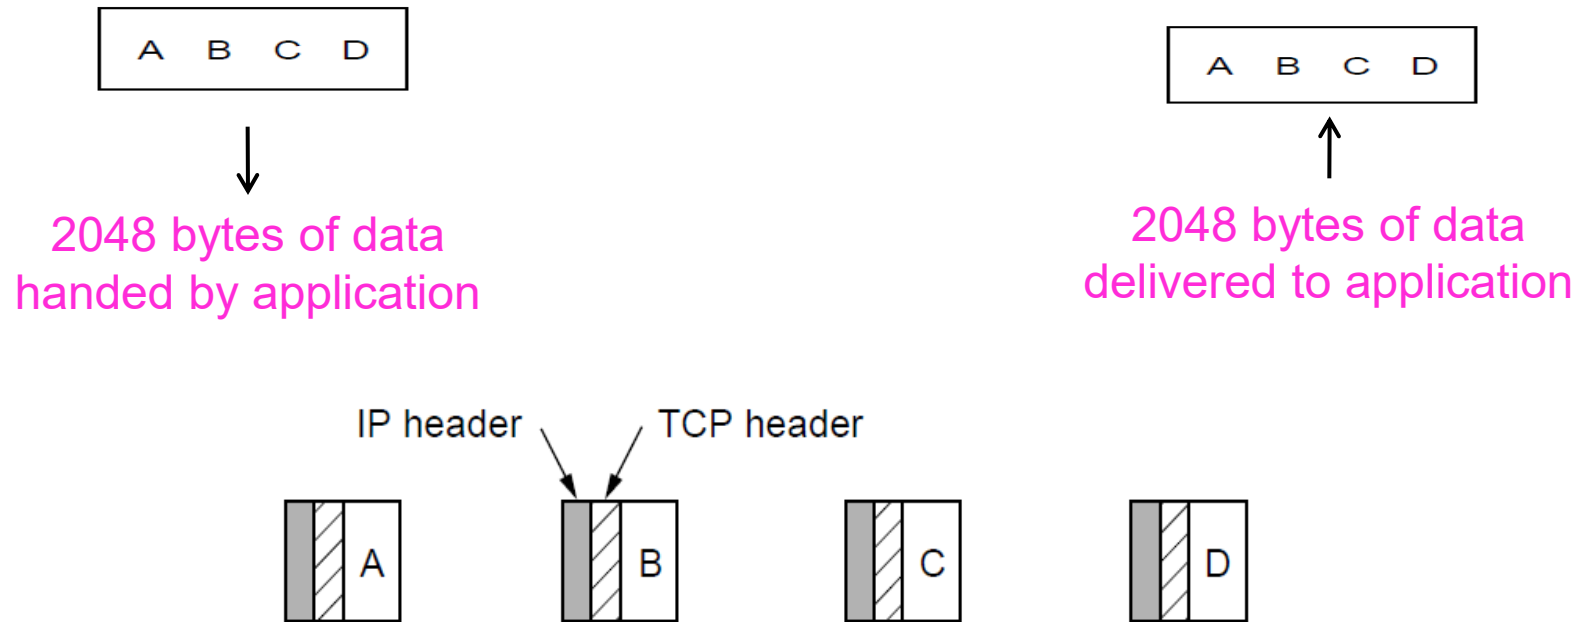 A B C D
2048 bytes of data
handed by application
A B C D
2048 bytes of data
delivered to application
IP header
TCP header
A
B
C
D